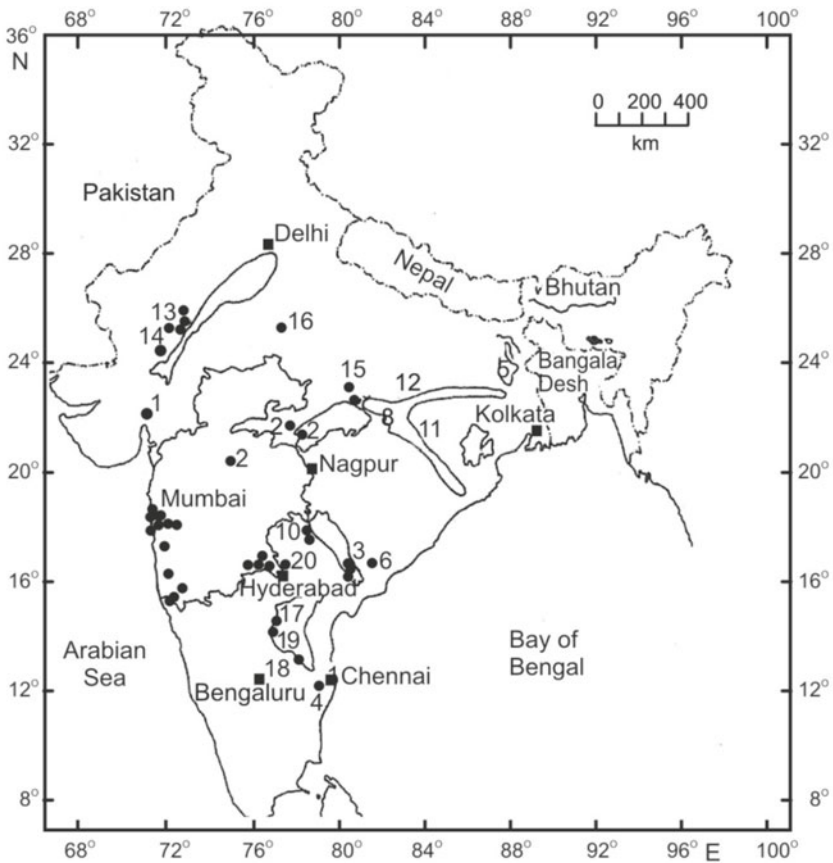 68° 72° 76° 80° 84° 88° 92° 96° 100°
36°
N
0 200 400
km
32° 32°
Pakistan
Delhi
28° 28°
Nepal
Bhutan
13
16
14
24° 24°
Bangala
Desh
15
5
12
1
Kolkata
2
2
8
11
2
Nagpur
20° 20°
Mumbai
10
3
6
20
16° 16°
Hyderabad
17
19
Arabian
Sea
Bay of
Bengal
18
Chennai
Bengaluru
12° 12°
4
8° 8°
68° 72° 76° 80° 84° 88° 92° 96° E 100°